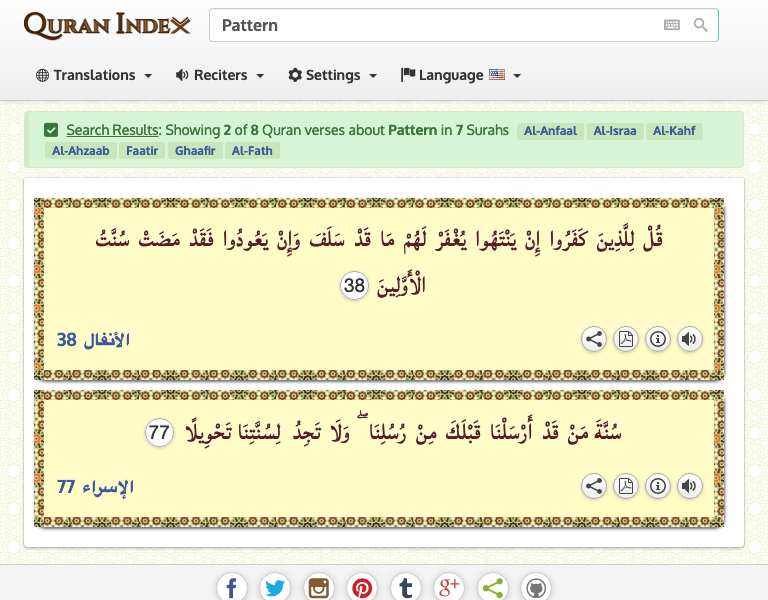 QURAN INDEX
Pattern
Translations
Reciters
Settings
Language
Search Results: Showing 2 of 8 Quran verses about Pattern in 7 Surahs Al-Anfaal Al-Israa Al-Kahf
Al-Ahzaab Faatir Ghaafir Al-Fath
قُلْ لِلَّذِينَ كَفَرُوا إِنْ يَنْتَهُوا يُغْفَرْ لَهُمْ مَا قَدْ سَلَفَ وَإِنْ يَعُودُوا فَقَدْ مَضَتْ سُنَّتُ
الْأَوَّلِينَ 38
الأنفال 38
سُنَّةَ مَنْ قَدْ أَرْسَلْنَا قَبْلَكَ مِنْ رُسُلِنَا ۖ وَلَا تَجِدُ لِسُنَّتِنَا تَحْوِيلًا 77
الإسراء 77